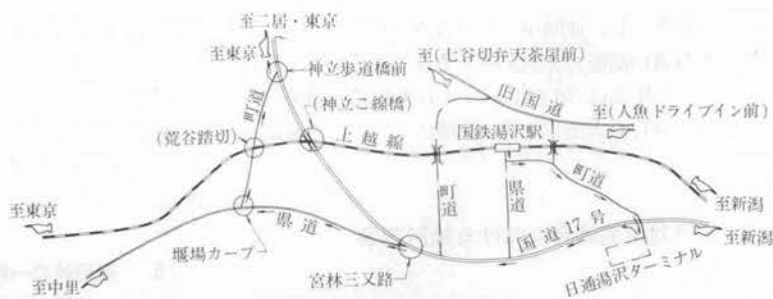 至二居・東京
至東京
神立歩道橋前
至(七谷切弁天茶屋前)
町道
(神立こ線橋)
旧国道
至(人魚ドライブイン前)
(荒谷踏切)
上越線
国鉄湯沢駅
町道
県道
町道
至新潟
至東京
県道
国道17号
至新潟
至中里
堰場カーブ
宮林三又路
日通湯沢ターミナル